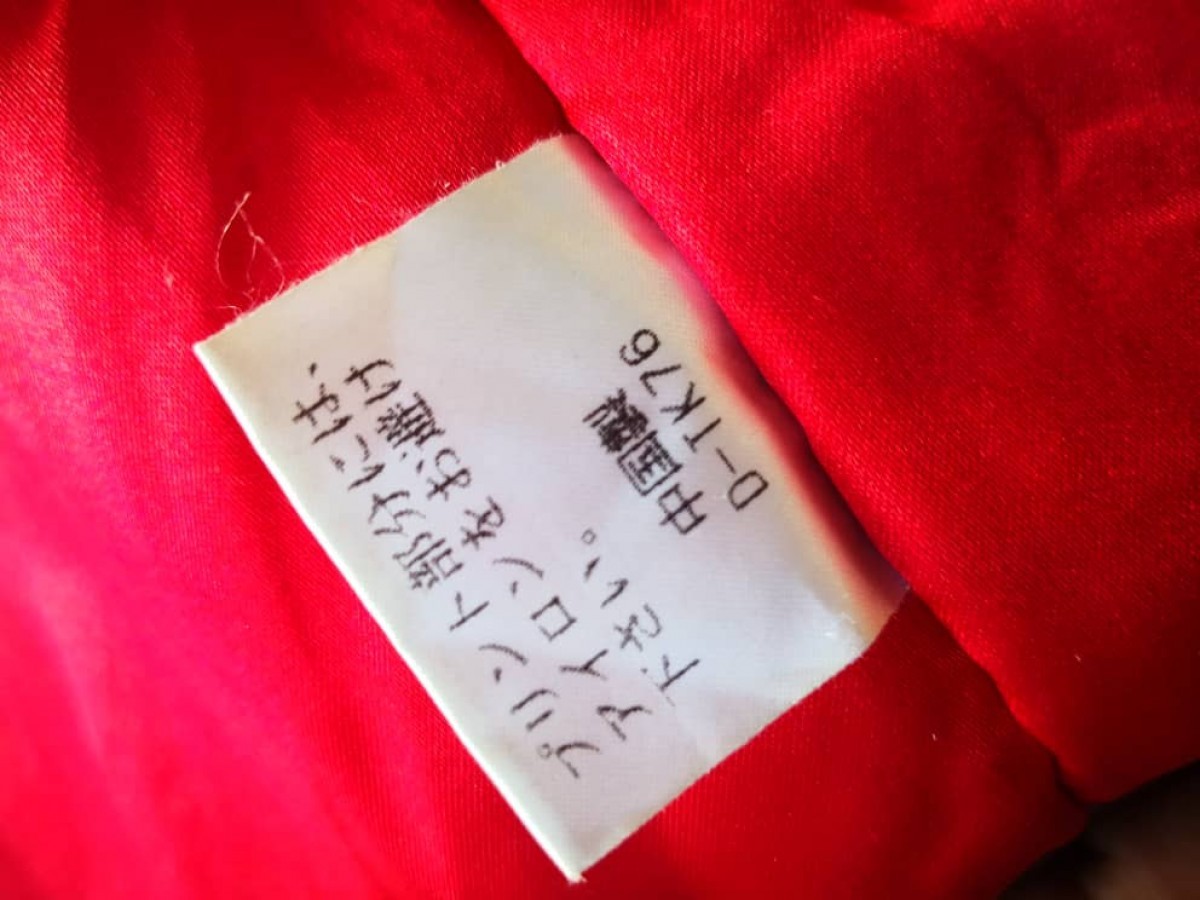 プリント部分には、
アイロンをお避け
下さい。
中国製
D-TK76